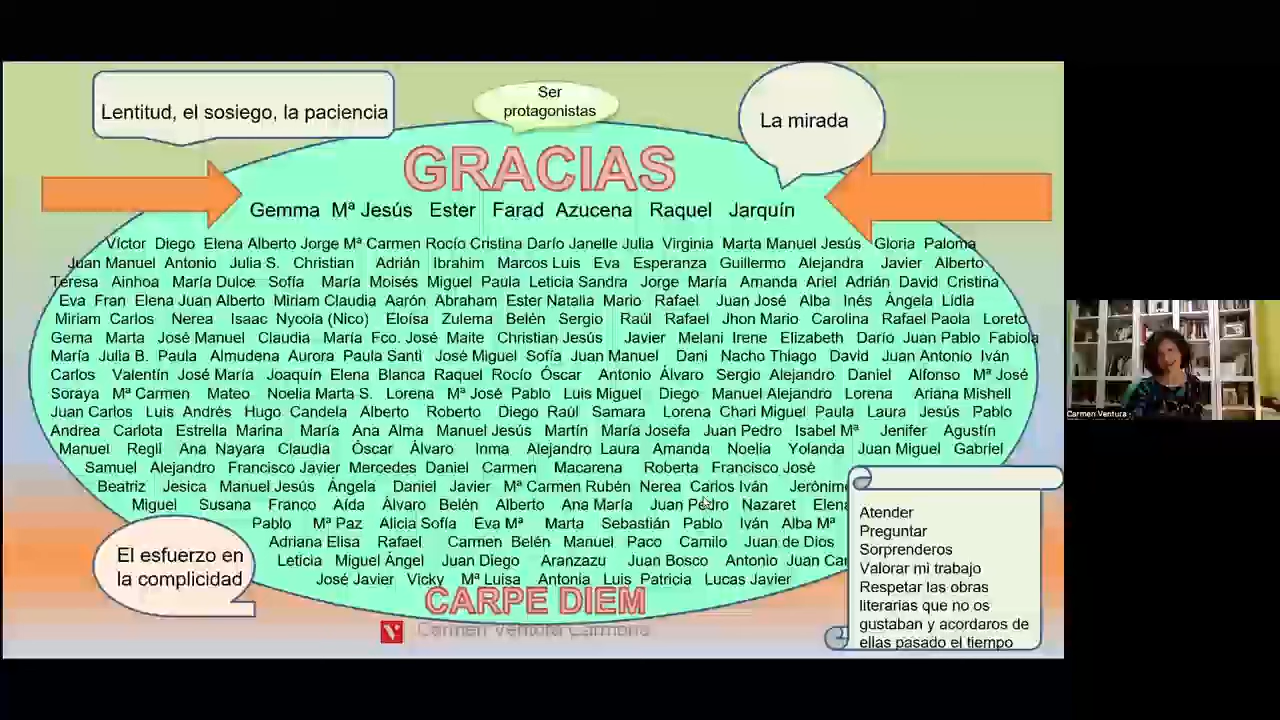 Lentitud, el sosiego, la paciencia
Ser
protagonistas
La mirada
GRACIAS
Gemma Mª Jesús Ester Farad Azucena Raquel Jarquín
Víctor Diego Elena Alberto Jorge Mª Carmen Rocío Cristina Darío Janelle Julia Virginia Marta Manuel Jesús Gloria Paloma
Juan Manuel Antonio Julia S. Christian Adrián Ibrahim Marcos Luis Eva Esperanza Guillermo Alejandra Javier Alberto
Teresa Ainhoa María Dulce Sofía María Moisés Miguel Paula Leticia Sandra Jorge María Amanda Ariel Adrián David Cristina
Eva Fran Elena Juan Alberto Miriam Claudia Aarón Abraham Ester Natalia Mario Rafael Juan José Alba Inés Ángela Lidia
Miriam Carlos Nerea Isaac Nycola (Nico) Eloísa Zulema Belén Sergio Raúl Rafael Jhon Mario Carolina Rafael Paola Loreto
Gema Marta José Manuel Claudia María Fco. José Maite Christian Jesús Javier Melani Irene Elizabeth Darío Juan Pablo Fabiola
María Julia B. Paula Almudena Aurora Paula Santi José Miguel Sofía Juan Manuel Dani Nacho Thiago David Juan Antonio Iván
Carlos Valentín José María Joaquín Elena Blanca Raquel Rocío Óscar Antonio Álvaro Sergio Alejandro Daniel Alfonso Mª José
Soraya Mª Carmen Mateo Noelia Marta S. Lorena Mª José Pablo Luis Miguel Diego Manuel Alejandro Lorena Ariana Mishell
Juan Carlos Luis Andrés Hugo Candela Alberto Roberto Diego Raúl Samara Lorena Chari Miguel Paula Laura Jesús Pablo
Andrea Carlota Estrella Marina María Ana Alma Manuel Jesús Martín María Josefa Juan Pedro Isabel Mª Jenifer Agustín
Manuel Regli Ana Nayara Claudia Óscar Álvaro Inma Alejandro Laura Amanda Noelia Yolanda Juan Miguel Gabriel
Samuel Alejandro Francisco Javier Mercedes Daniel Carmen Macarena Roberta Francisco José
Beatriz Jesica Manuel Jesús Ángela Daniel Javier Mª Carmen Rubén Nerea Carlos Iván Jerónim
Miguel Susana Franco Aída Álvaro Belén Alberto Ana María Juan Pedro Nazaret Elena
Pablo Mª Paz Alicia Sofía Eva Mª Marta Sebastián Pablo Iván Alba Mª
Adriana Elisa Rafael Carmen Belén Manuel Paco Camilo Juan de Dios
Leticia Miguel Ángel Juan Diego Aranzazu Juan Bosco Antonio Juan Car
José Javier Vicky Mª Luisa Antonia Luis Patricia Lucas Javier
CARPE DIEM
Carmen Ventura Carmona
El esfuerzo en
la complicidad
Atender
Preguntar
Sorprenderos
Valorar mi trabajo
Respetar las obras
literarias que no os
gustaban y acordaros de
ellas pasado el tiempo
Carmen Ventura